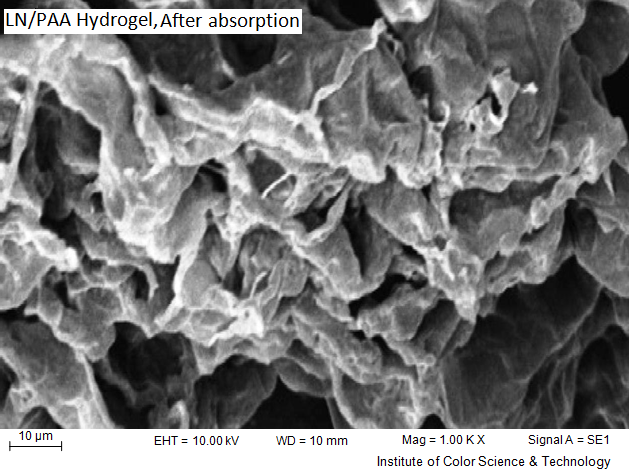 LN/PAA Hydrogel, After absorption
10 µm
EHT = 10.00 kV WD = 10 mm Mag = 1.00 K X Signal A = SE1
Institute of Color Science & Technology